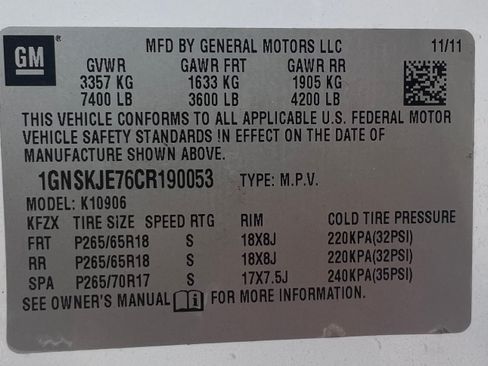 GM
MFD BY GENERAL MOTORS LLC 11/11
GVWR GAWR FRT GAWR RR
3357 KG 1633 KG 1905 KG
7400 LB 3600 LB 4200 LB
THIS VEHICLE CONFORMS TO ALL APPLICABLE U.S. FEDERAL MOTOR
VEHICLE SAFETY STANDARDS IN EFFECT ON THE DATE OF
MANUFACTURE SHOWN ABOVE.
1GNSKJE76CR190053 TYPE: M.P.V.
MODEL: K10906
KFZX TIRE SIZE SPEED RTG RIM COLD TIRE PRESSURE
FRT P265/65R18 S 18X8J 220KPA(32PSI)
RR P265/65R18 S 18X8J 220KPA(32PSI)
SPA P265/70R17 S 17X7.5J 240KPA(35PSI)
SEE OWNER'S MANUAL FOR MORE INFORMATION.